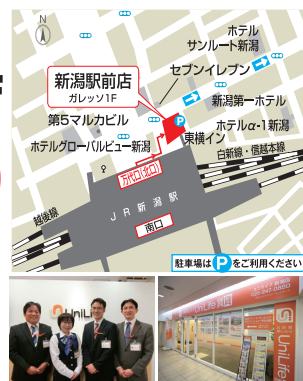 N
ホテル
サンルート新潟
セブンイレブン
新潟駅前店
ガレッソ1F
新潟第一ホテル
第5マルカビル
P
ホテルα-1新潟
ホテルグローバルビュー新潟
東横イン
白新線・信越本線
万代口(北口)
越後線
JR新潟駅
南口
駐車場はPをご利用ください
UniLife
UniLife